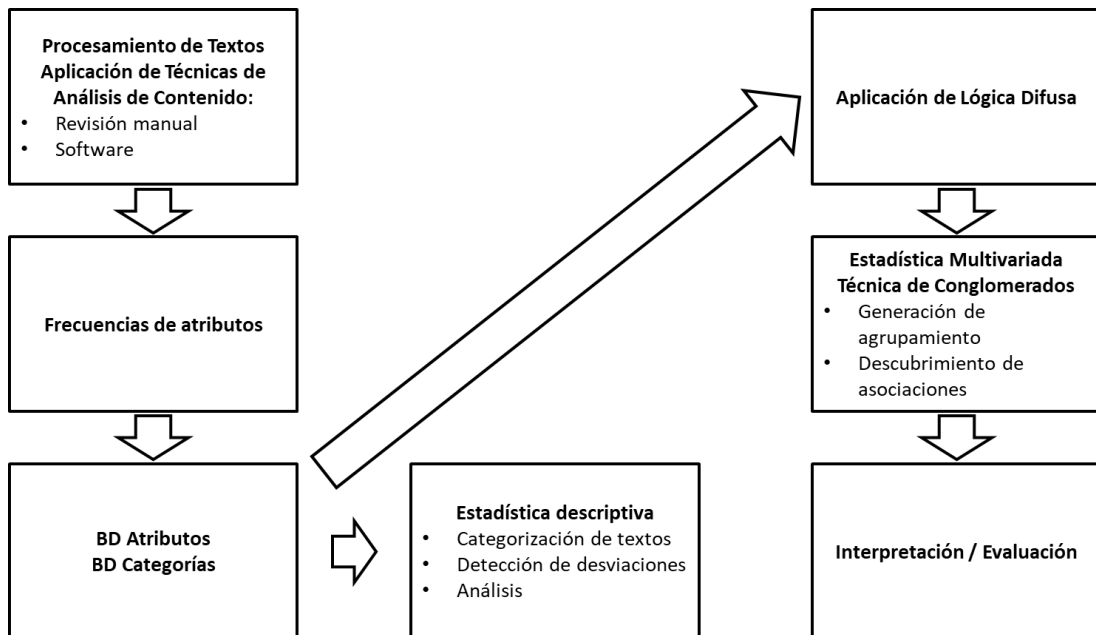 Procesamiento de Textos
Aplicación de Técnicas de
Análisis de Contenido:
• Revisión manual
• Software
Frecuencias de atributos
BD Atributos
BD Categorías
Estadística descriptiva
• Categorización de textos
• Detección de desviaciones
• Análisis
Aplicación de Lógica Difusa
Estadística Multivariada
Técnica de Conglomerados
• Generación de
agrupamiento
• Descubrimiento de
asociaciones
Interpretación / Evaluación